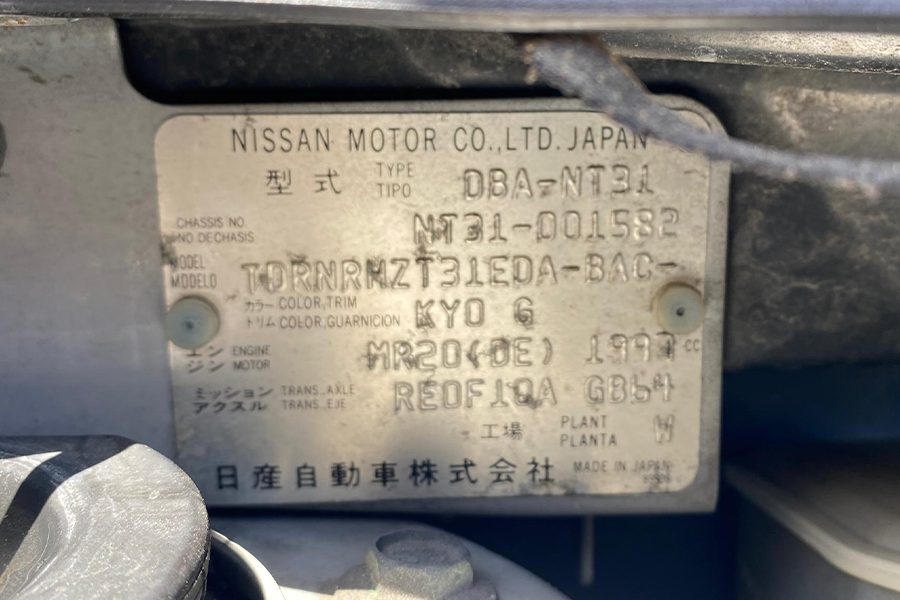 NISSAN MOTOR CO.,LTD. JAPAN
型式 TYPE TIPO DBA-NT31
CHASSIS NO. NO DE CHASIS NT31-001582
MODEL MODELO TDRNRHZT31EDA-BAC-
カラー COLOR,TRIM トリム COLOR,GUARNICION KY0 G
エンジン ENGINE MOTOR MR20(DE) 1997 CC
ミッション アクスル TRANS.,AXLE TRANS.,EJE RE0F10A GB64
工場 PLANT PLANTA W
日産自動車株式会社 MADE IN JAPAN